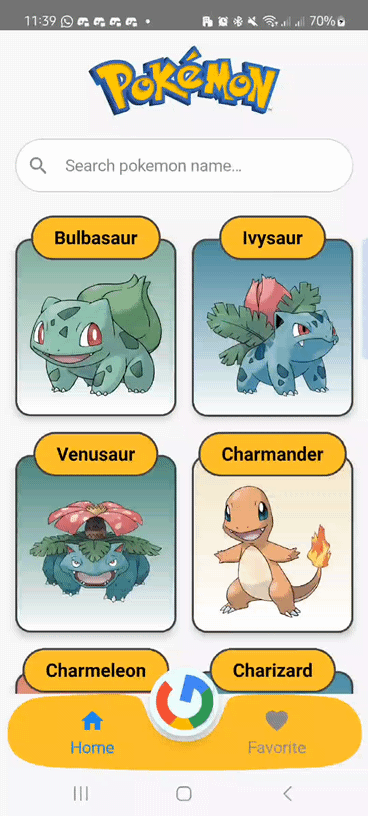 11:39
70%
POKéMON
Search pokemon name...
Bulbasaur
Ivysaur
Venusaur
Charmander
Charmeleon
Charizard
Home
Favorite